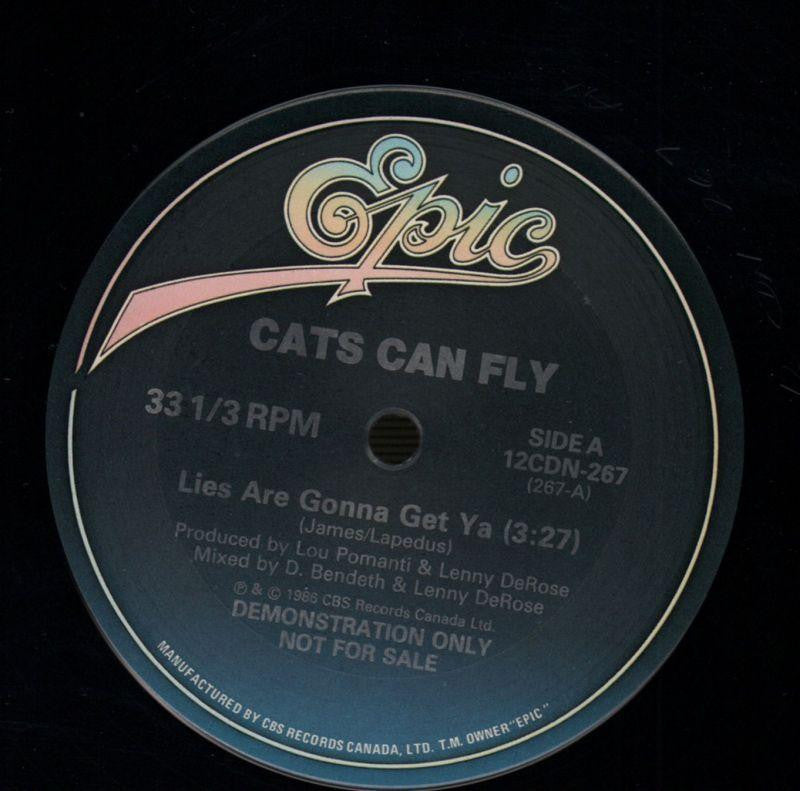 Epic
CATS CAN FLY
33 1/3 RPM
SIDE A
12CDN-267
(267-A)
Lies Are Gonna Get Ya (3:27)
(James/Lapedus)
Produced by Lou Pomanti & Lenny DeRose
Mixed by D. Bendeth & Lenny DeRose
℗ & © 1986 CBS Records Canada Ltd.
DEMONSTRATION ONLY
NOT FOR SALE
MANUFACTURED BY CBS RECORDS CANADA, LTD. T.M. OWNER "EPIC"